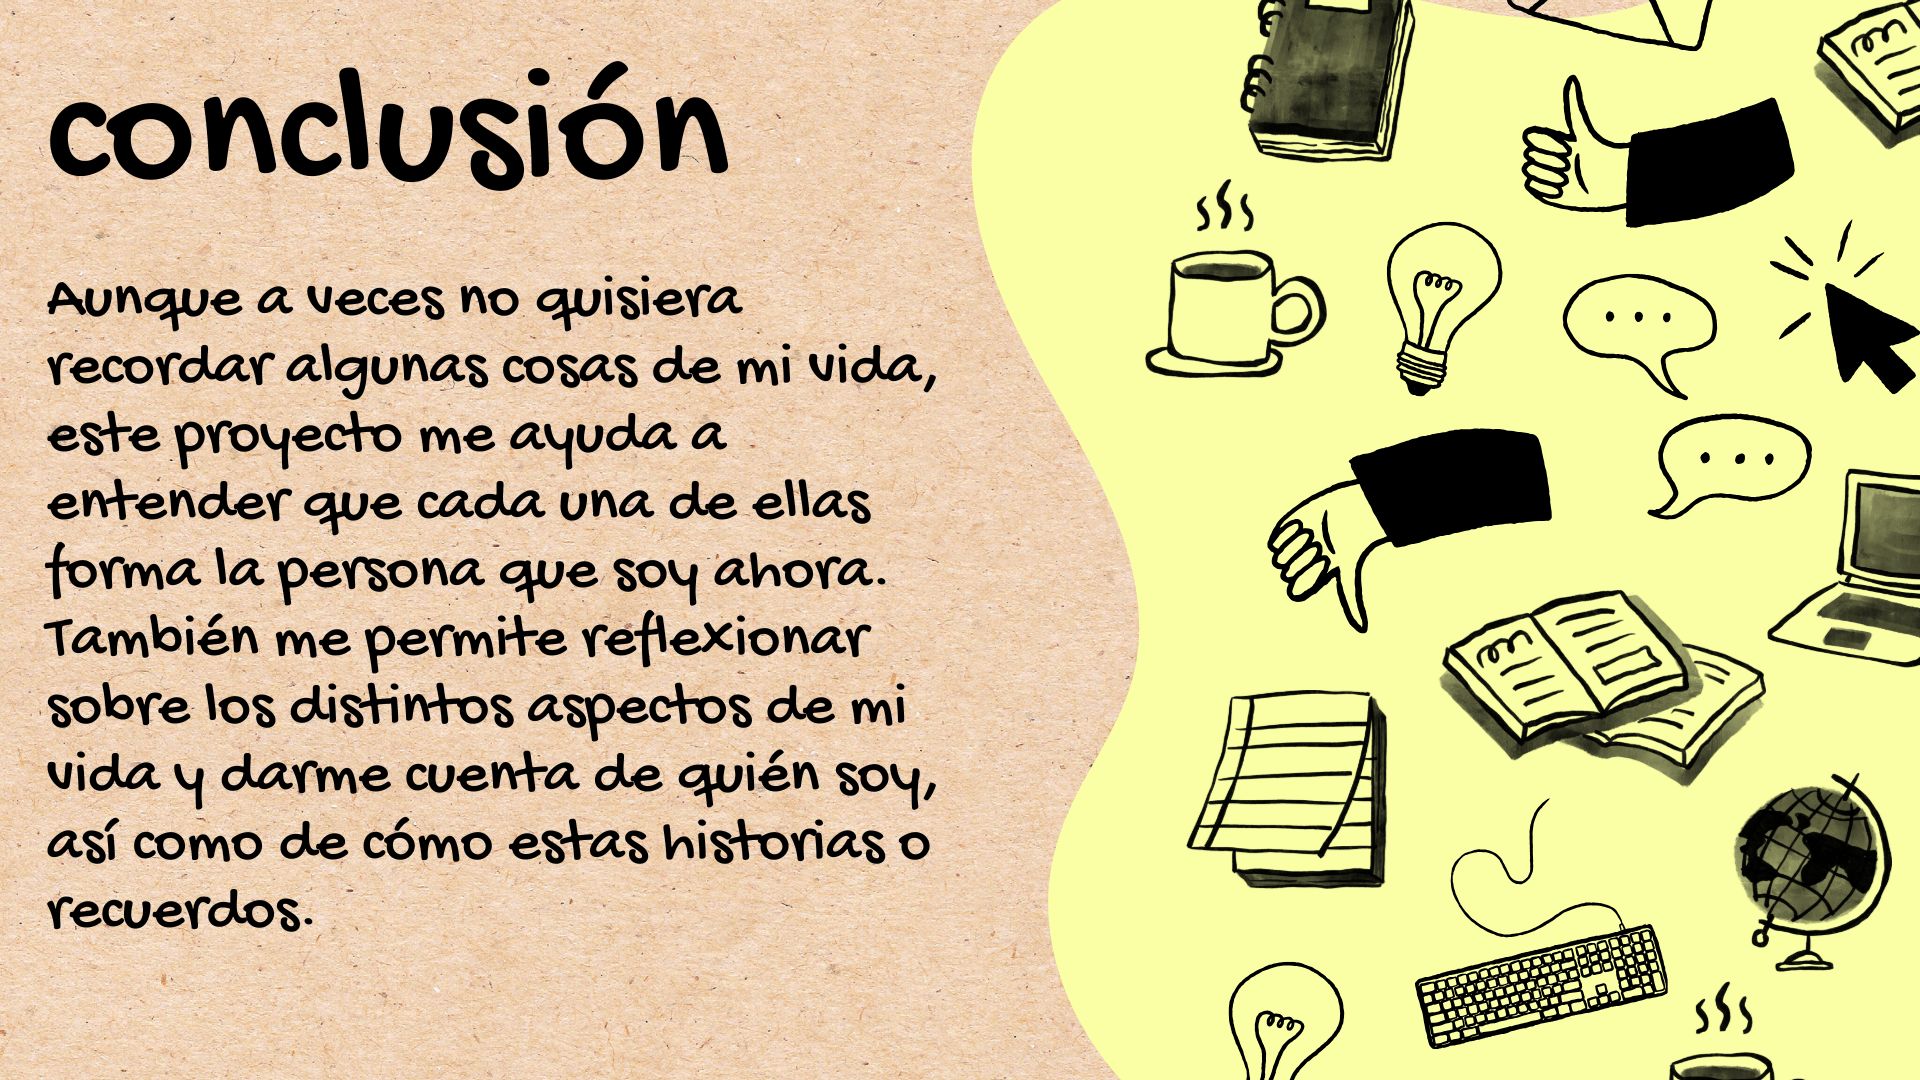 conclusión
Aunque a veces no quisiera
recordar algunas cosas de mi vida,
este proyecto me ayuda a
entender que cada una de ellas
forma la persona que soy ahora.
También me permite reflexionar
sobre los distintos aspectos de mi
vida y darme cuenta de quién soy,
así como de cómo estas historias o
recuerdos.